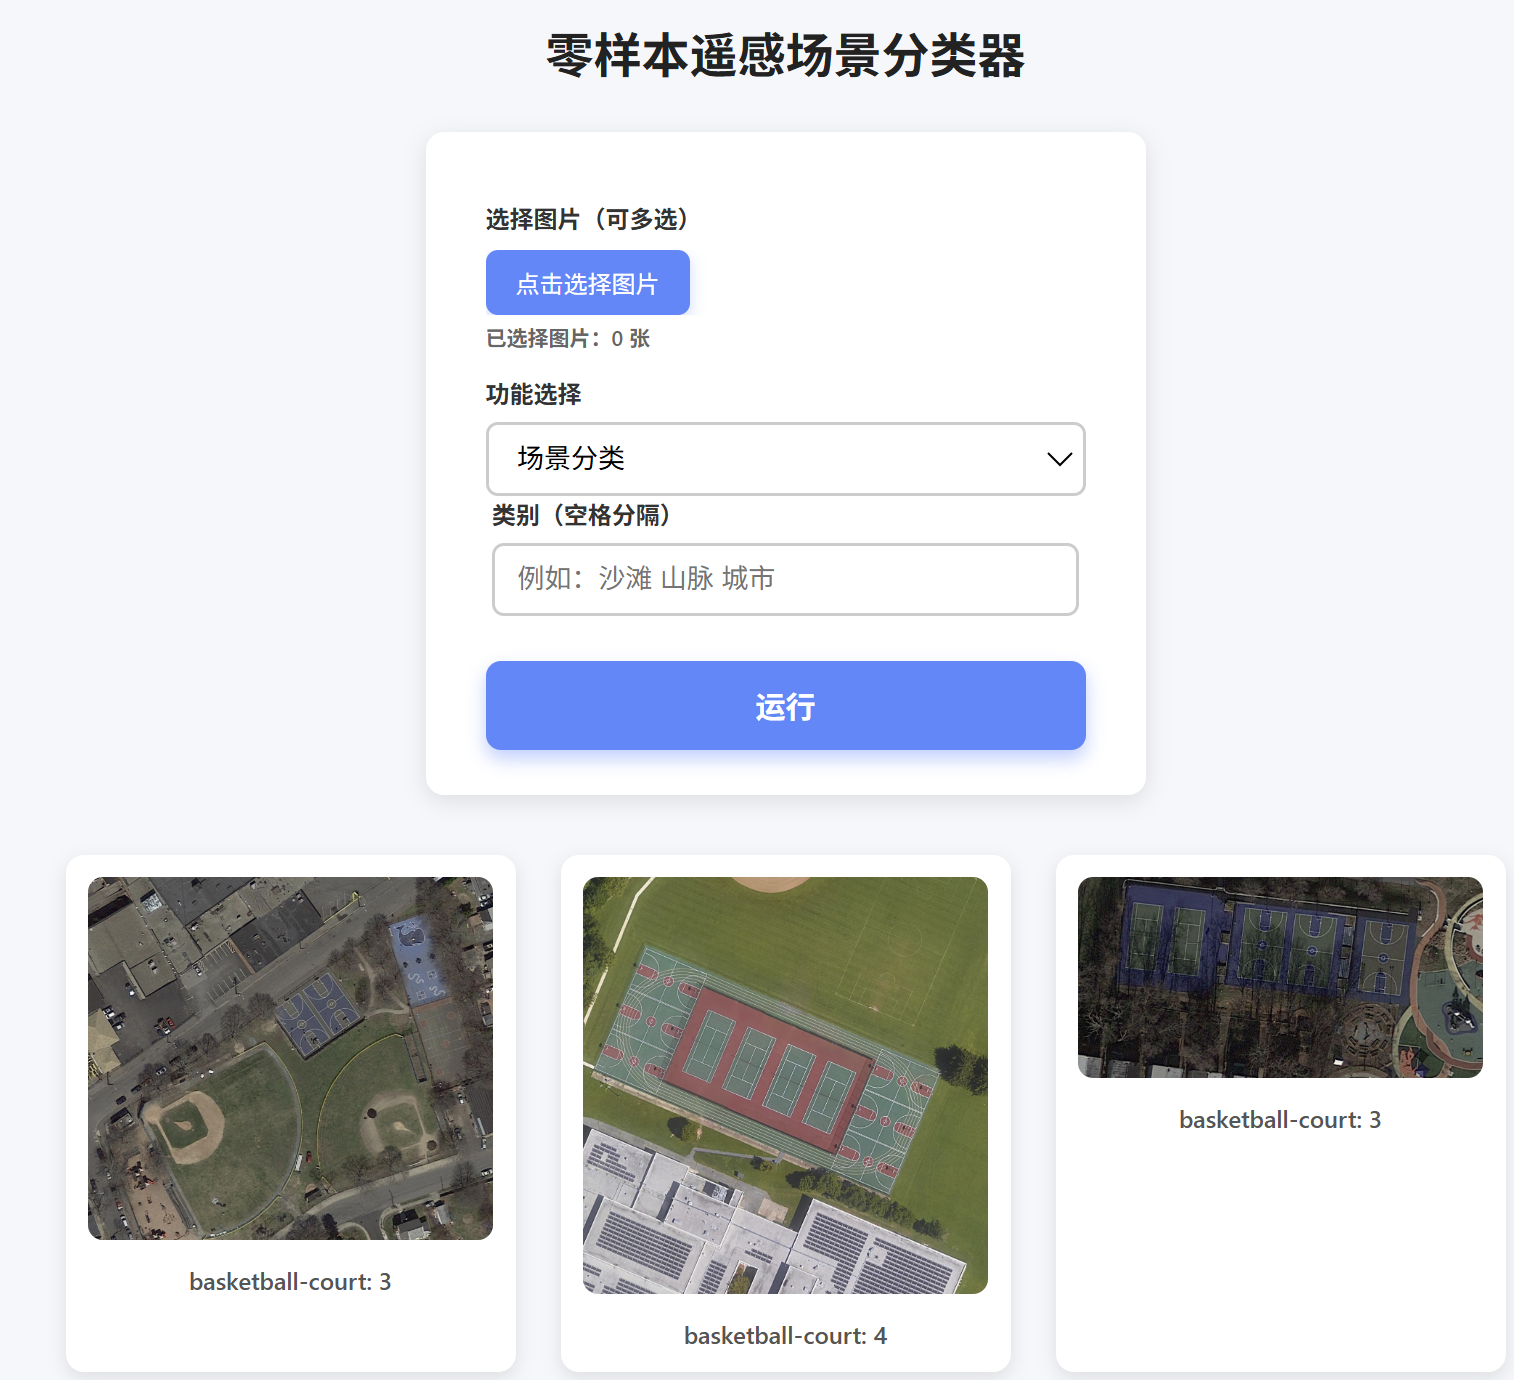 零样本遥感场景分类器
选择图片（可多选）
点击选择图片
已选择图片：0 张
功能选择
场景分类
类别（空格分隔）
例如：沙滩 山脉 城市
运行
basketball-court: 3
basketball-court: 4
basketball-court: 3